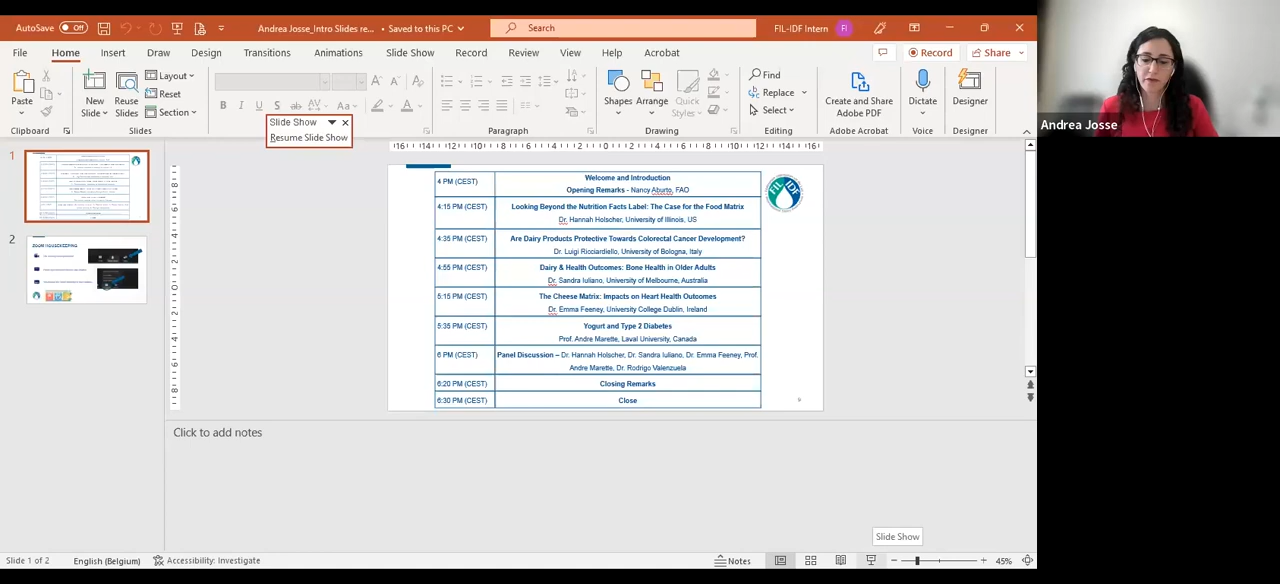 AutoSave Off
Andrea Josse_Intro Slides re... • Saved to this PC
Search
FIL-IDF Intern FI
File Home Insert Draw Design Transitions Animations Slide Show Record Review View Help Acrobat
Record Share
Paste
New Slide
Reuse Slides
Layout
Reset
Section
Shapes
Arrange
Quick Styles
Find
Replace
Select
Create and Share Adobe PDF
Dictate
Designer
Clipboard
Slides
Paragraph
Drawing
Editing
Adobe Acrobat
Voice
Designer
Slide Show
Resume Slide Show
Andrea Josse
1
2
ZOOM HOUSEKEEPING
4 PM (CEST)
Welcome and Introduction
Opening Remarks - Nancy Aburto, FAO
4:15 PM (CEST)
Looking Beyond the Nutrition Facts Label: The Case for the Food Matrix
Dr. Hannah Holscher, University of Illinois, US
4:35 PM (CEST)
Are Dairy Products Protective Towards Colorectal Cancer Development?
Dr. Luigi Ricciardiello, University of Bologna, Italy
4:55 PM (CEST)
Dairy & Health Outcomes: Bone Health in Older Adults
Dr. Sandra Iuliano, University of Melbourne, Australia
5:15 PM (CEST)
The Cheese Matrix: Impacts on Heart Health Outcomes
Dr. Emma Feeney, University College Dublin, Ireland
5:35 PM (CEST)
Yogurt and Type 2 Diabetes
Prof. Andre Marette, Laval University, Canada
6 PM (CEST)
Panel Discussion – Dr. Hannah Holscher, Dr. Sandra Iuliano, Dr. Emma Feeney, Prof.
Andre Marette, Dr. Rodrigo Valenzuela
6:20 PM (CEST)
Closing Remarks
6:30 PM (CEST)
Close
FIL-IDF
Click to add notes
Slide Show
Slide 1 of 2
English (Belgium)
Accessibility: Investigate
Notes
45%